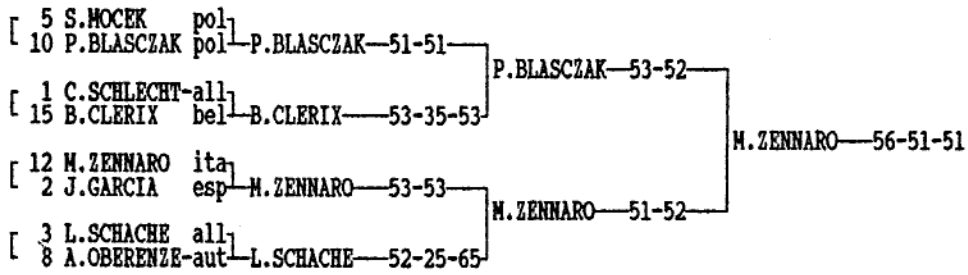 5 S.MOCEK pol
10 P.BLASCZAK pol P.BLASCZAK 51-51
P.BLASCZAK 53-52
1 C.SCHLECHT-all
15 B.CLERIX bel B.CLERIX 53-35-53
M.ZENNARO 56-51-51
12 M.ZENNARO ita
2 J.GARCIA esp M.ZENNARO 53-53
M.ZENNARO 51-52
3 L.SCHACHE all
8 A.OBERENZE-aut L.SCHACHE 52-25-65